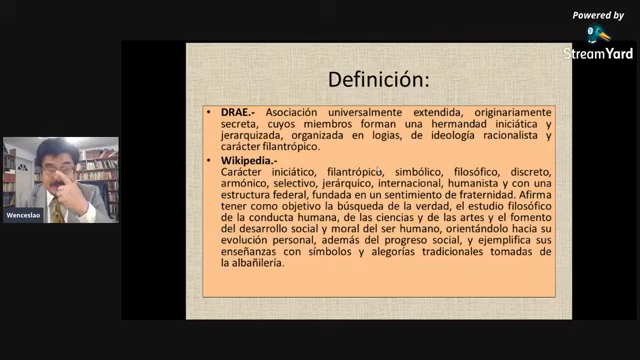 Powered by
StreamYard
Definición:
• DRAE.- Asociación universalmente extendida, originariamente
secreta, cuyos miembros forman una hermandad iniciática y
jerarquizada, organizada en logias, de ideología racionalista y
carácter filantrópico.
• Wikipedia.-
Carácter iniciático, filantrópico, simbólico, filosófico, discreto,
armónico, selectivo, jerárquico, internacional, humanista y con una
estructura federal, fundada en un sentimiento de fraternidad. Afirma
tener como objetivo la búsqueda de la verdad, el estudio filosófico
de la conducta humana, de las ciencias y de las artes y el fomento
del desarrollo social y moral del ser humano, orientándolo hacia su
evolución personal, además del progreso social, y ejemplifica sus
enseñanzas con símbolos y alegorías tradicionales tomadas de
la albañilería.
Wenceslao